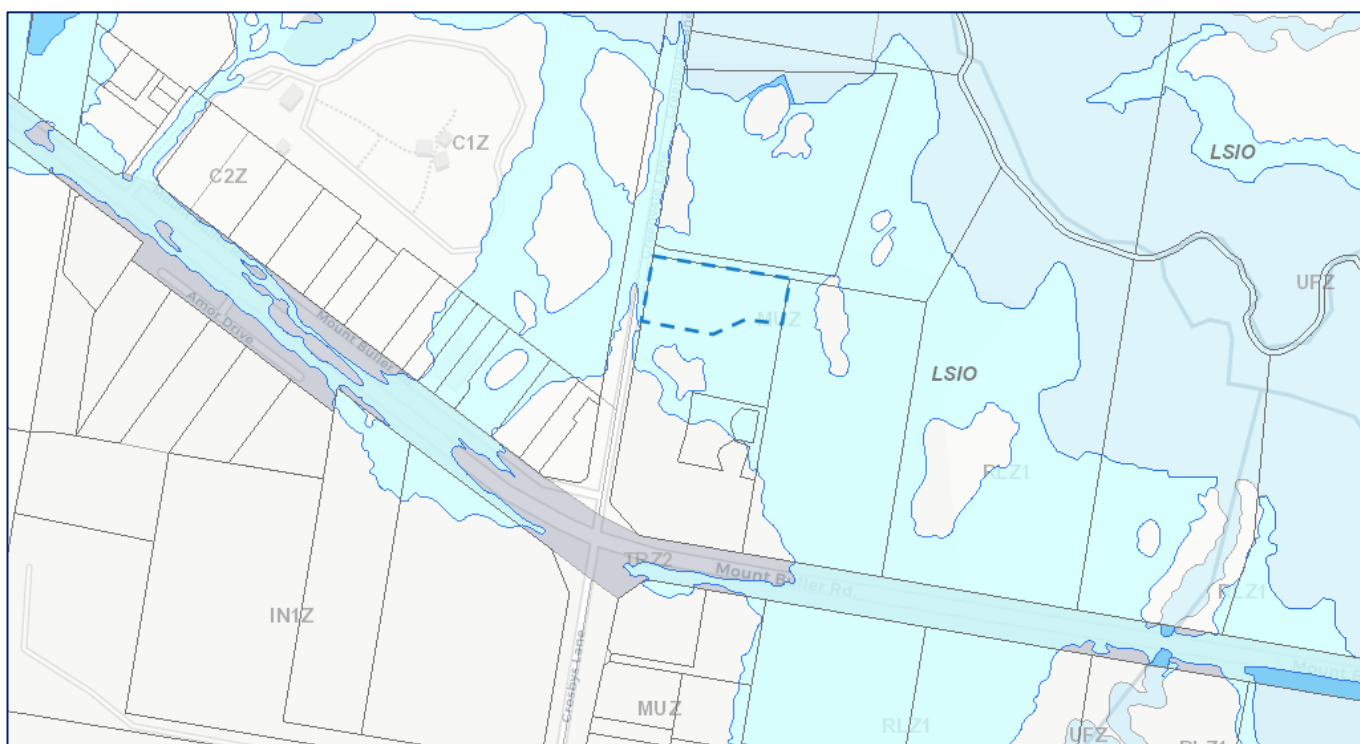 LSIO
C1Z
C2Z
UFZ
MUZ
Mount Buller
Amor Drive
LSIO
RLZ1
TRZ2
Mount Buller Rd,
RLZ1
IN1Z
Crosbys Lane
MUZ
RLZ1
UFZ
RLZ1